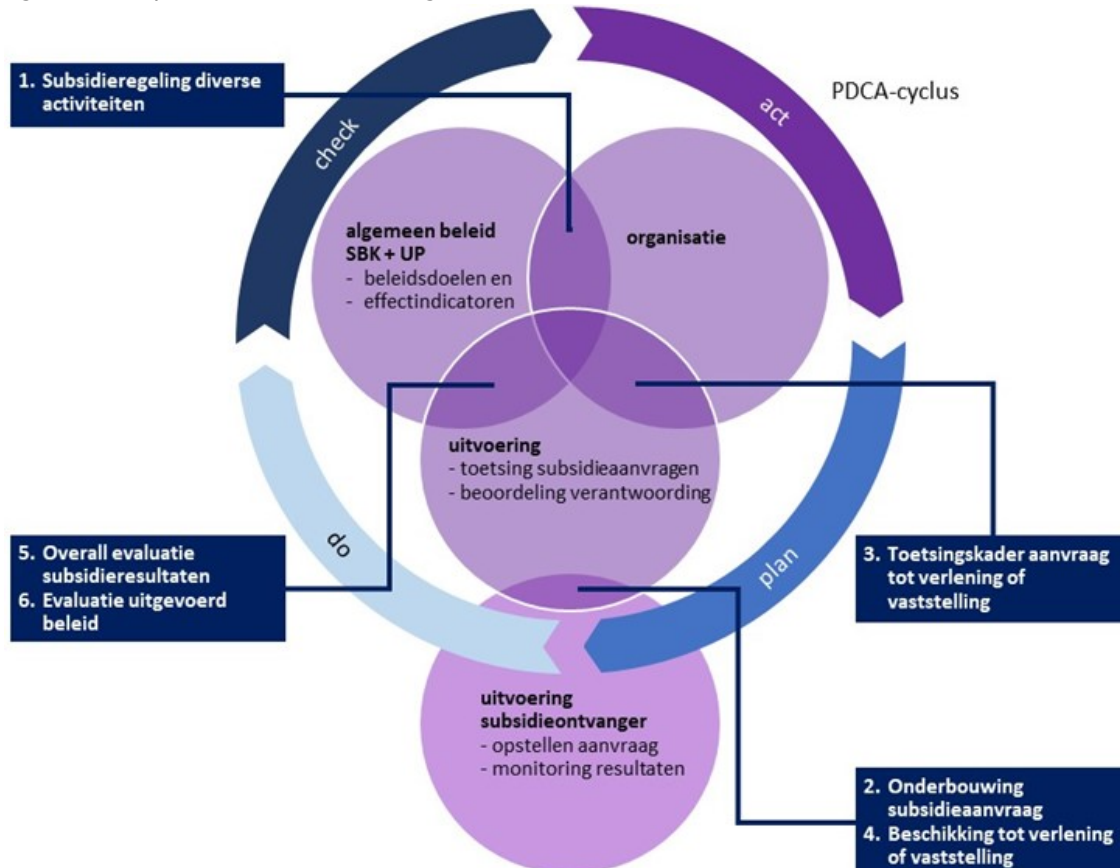 1. Subsidieregeling diverse
activiteiten
PDCA-cyclus
check
act
algemeen beleid
SBK + UP
- beleidsdoelen en
- effectindicatoren
organisatie
uitvoering
- toetsing subsidieaanvragen
- beoordeling verantwoording
do
plan
5. Overall evaluatie
subsidieresultaten
6. Evaluatie uitgevoerd
beleid
3. Toetsingskader aanvraag
tot verlening of
vaststelling
uitvoering
subsidieontvanger
- opstellen aanvraag
- monitoring resultaten
2. Onderbouwing
subsidieaanvraag
4. Beschikking tot verlening
of vaststelling